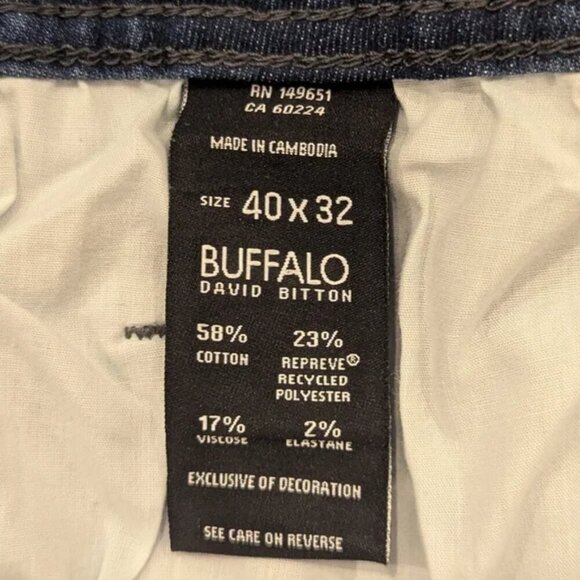 RN 149651
CA 60224
MADE IN CAMBODIA
SIZE 40 X 32
BUFFALO
DAVID BITTON
58% 23%
COTTON REPREVE®
RECYCLED
POLYESTER
17% 2%
VISCOSE ELASTANE
EXCLUSIVE OF DECORATION
SEE CARE ON REVERSE